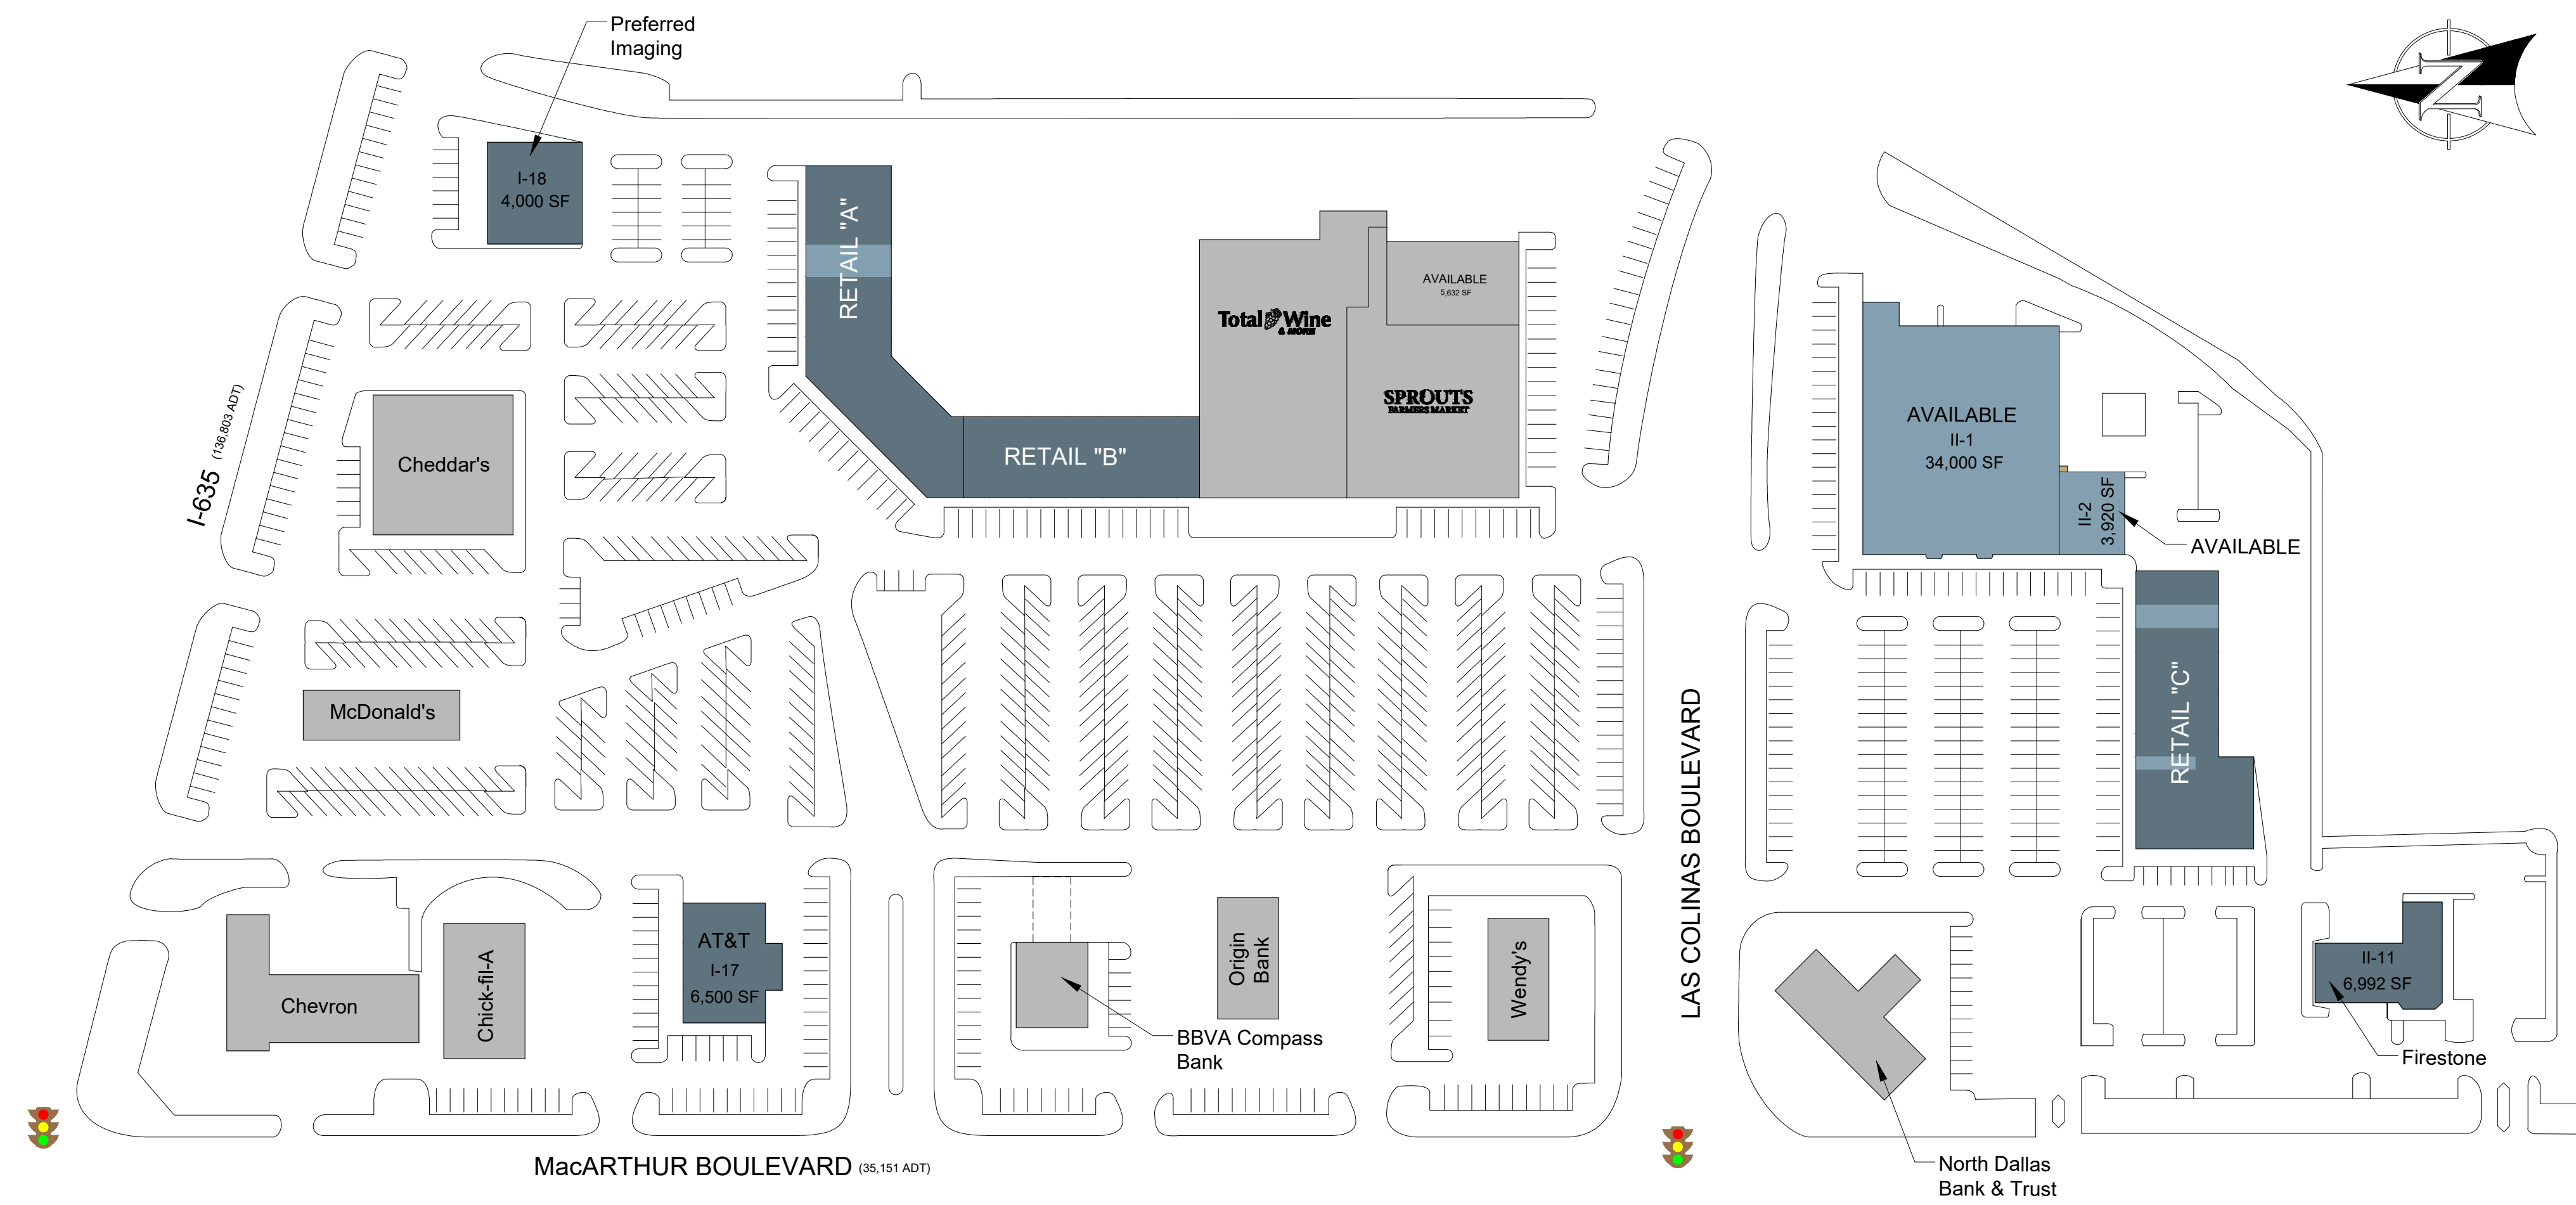 Preferred
Imaging
N
I-18
4,000 SF
RETAIL "A"
AVAILABLE
5,632 SF
Total Wine
& MORE
SPROUTS
FARMERS MARKET
RETAIL "B"
I-635 (136,803 ADT)
Cheddar's
McDonald's
AVAILABLE
II-1
34,000 SF
II-2
3,920 SF
AVAILABLE
RETAIL "C"
LAS COLINAS BOULEVARD
Chevron
Chick-fil-A
AT&T
I-17
6,500 SF
BBVA Compass
Bank
Origin
Bank
Wendy's
II-11
6,992 SF
Firestone
North Dallas
Bank & Trust
MacARTHUR BOULEVARD (35,151 ADT)